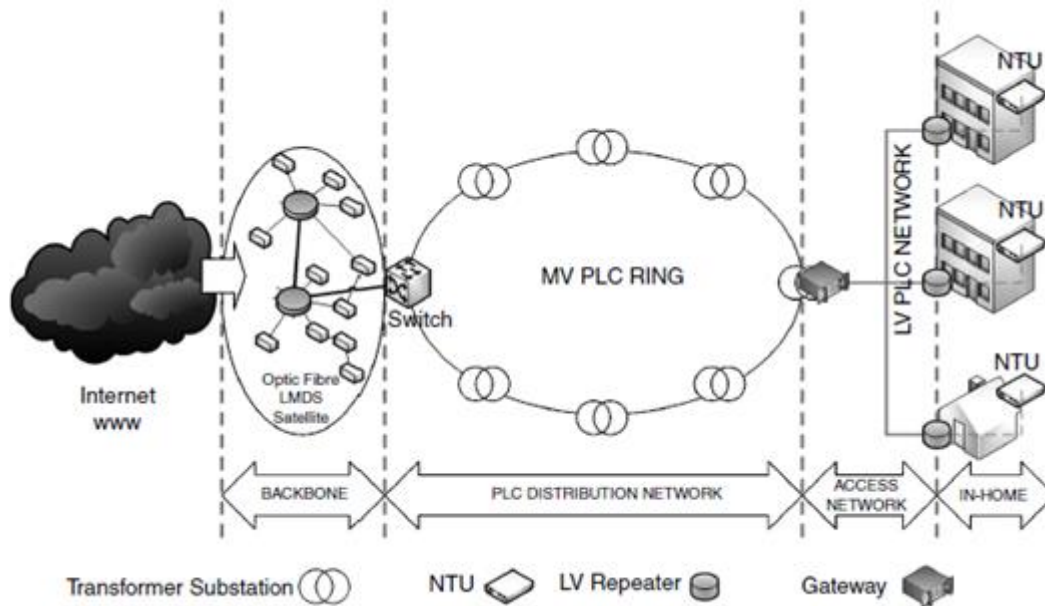 NTU
NTU
NTU
LV PLC NETWORK
MV PLC RING
Switch
Optic Fibre
LMDS
Satellite
Internet
www
BACKBONE
PLC DISTRIBUTION NETWORK
ACCESS
NETWORK
IN-HOME
Transformer Substation
NTU
LV Repeater
Gateway